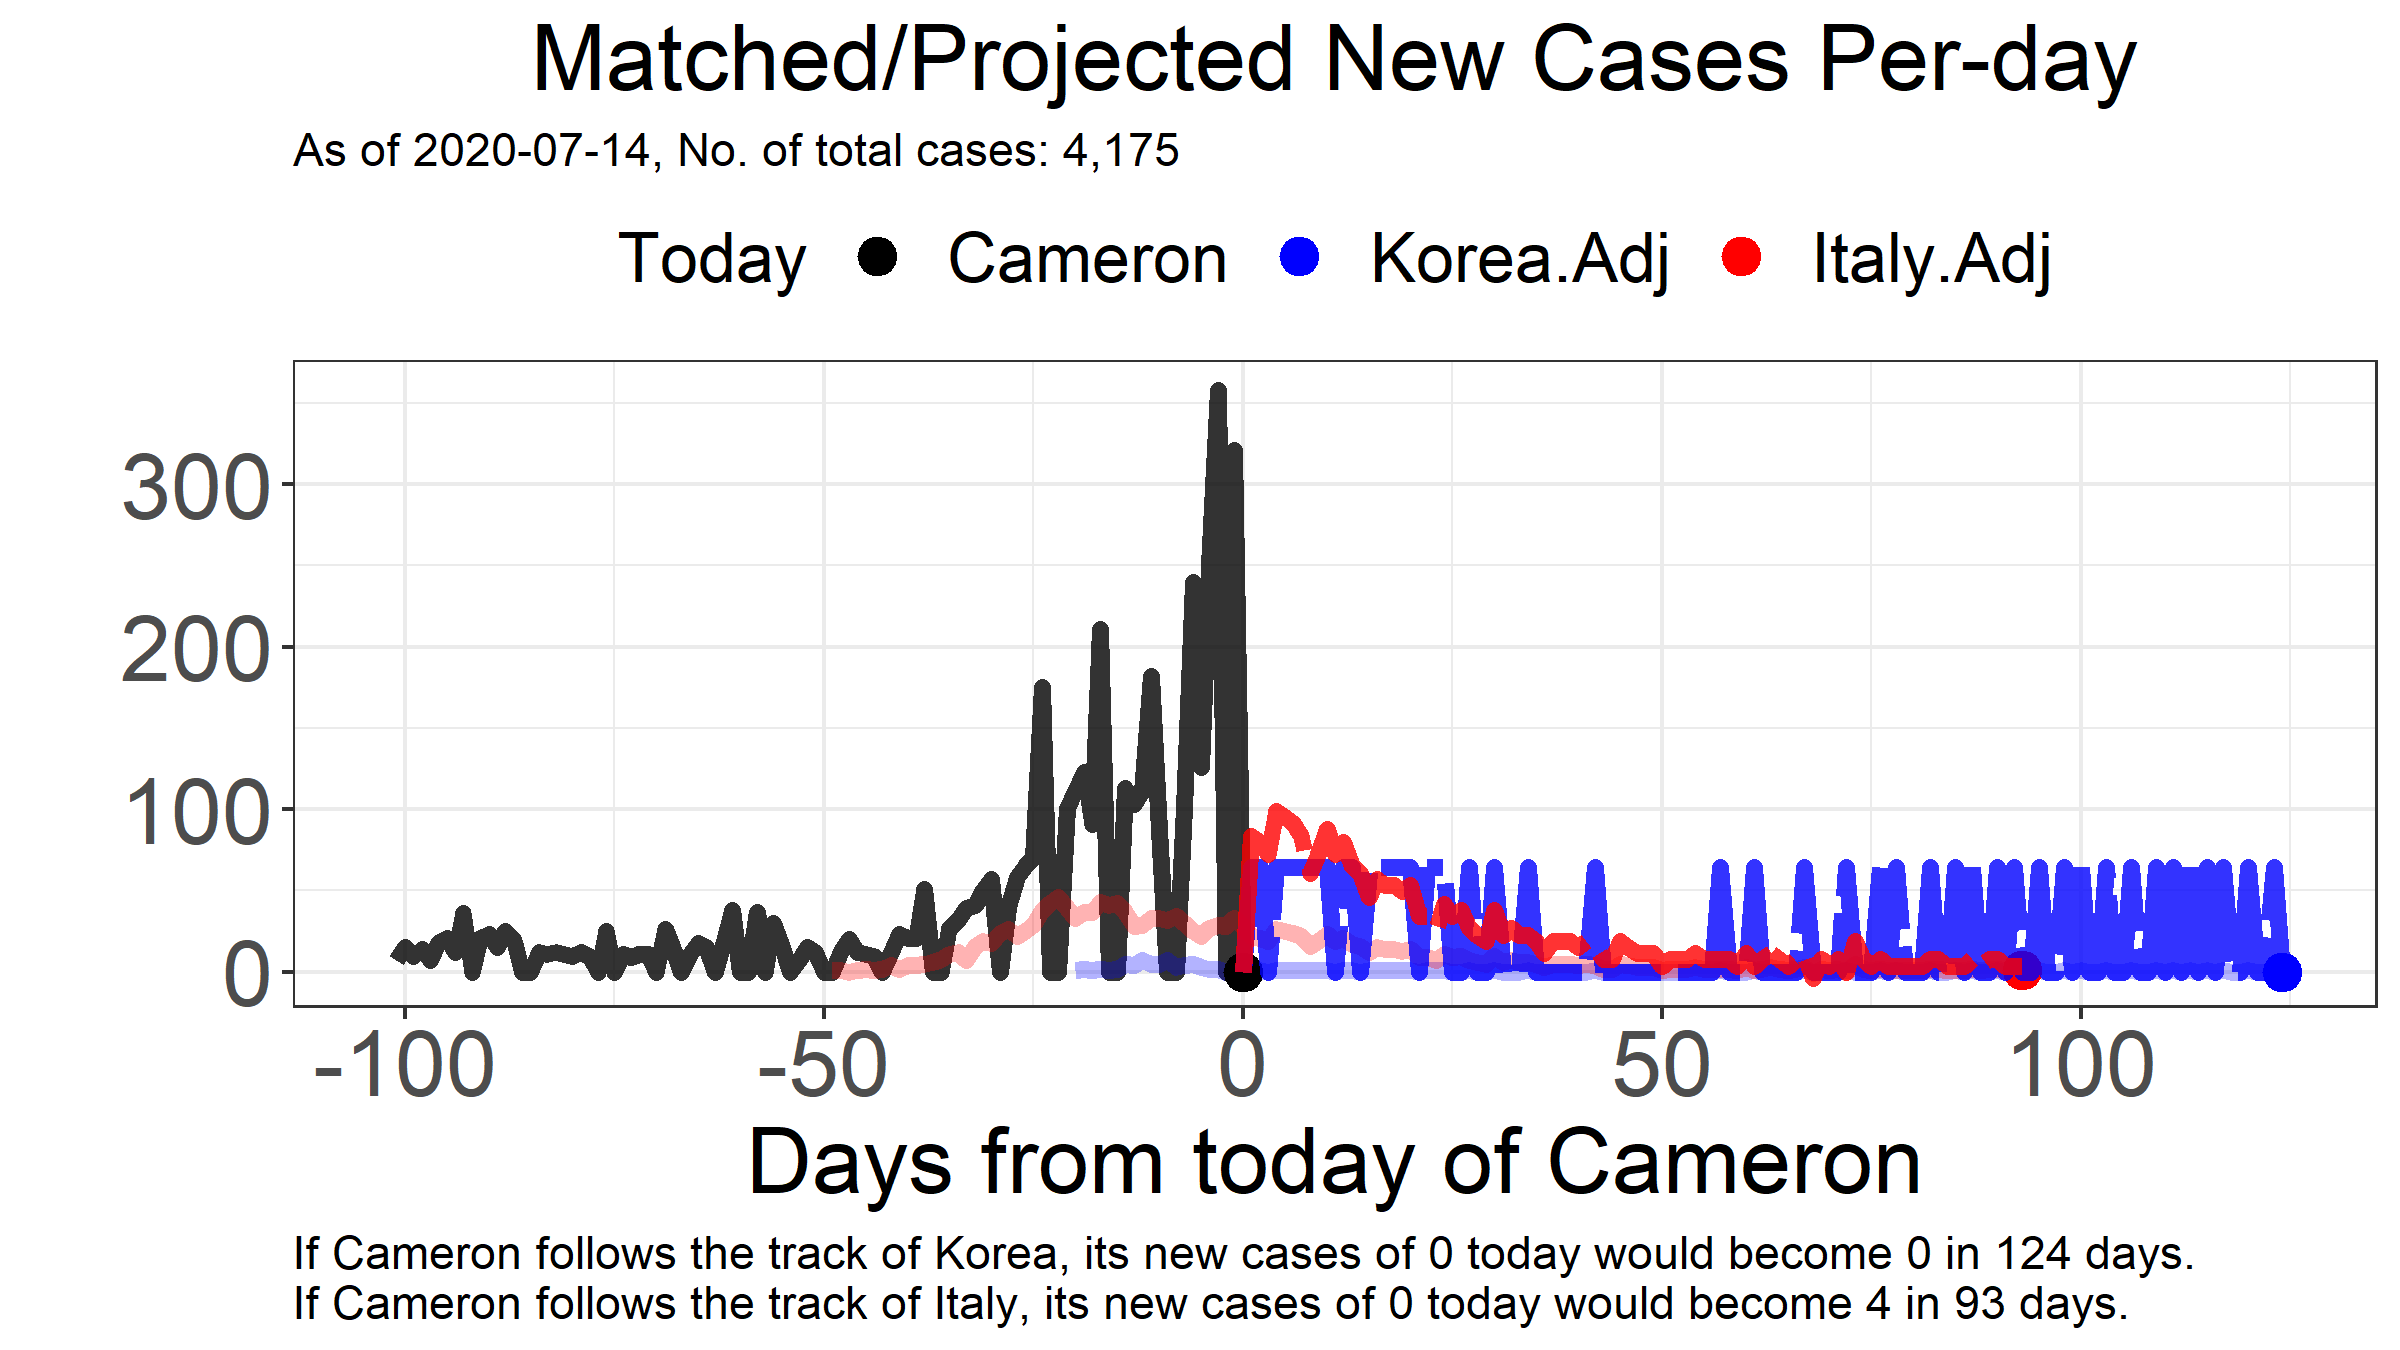 Matched/Projected New Cases Per-day
As of 2020-07-14, No. of total cases: 4,175
Today Cameron Korea.Adj Italy.Adj
300
200
100
0
-100 -50 0 50 100
Days from today of Cameron
If Cameron follows the track of Korea, its new cases of 0 today would become 0 in 124 days.
If Cameron follows the track of Italy, its new cases of 0 today would become 4 in 93 days.